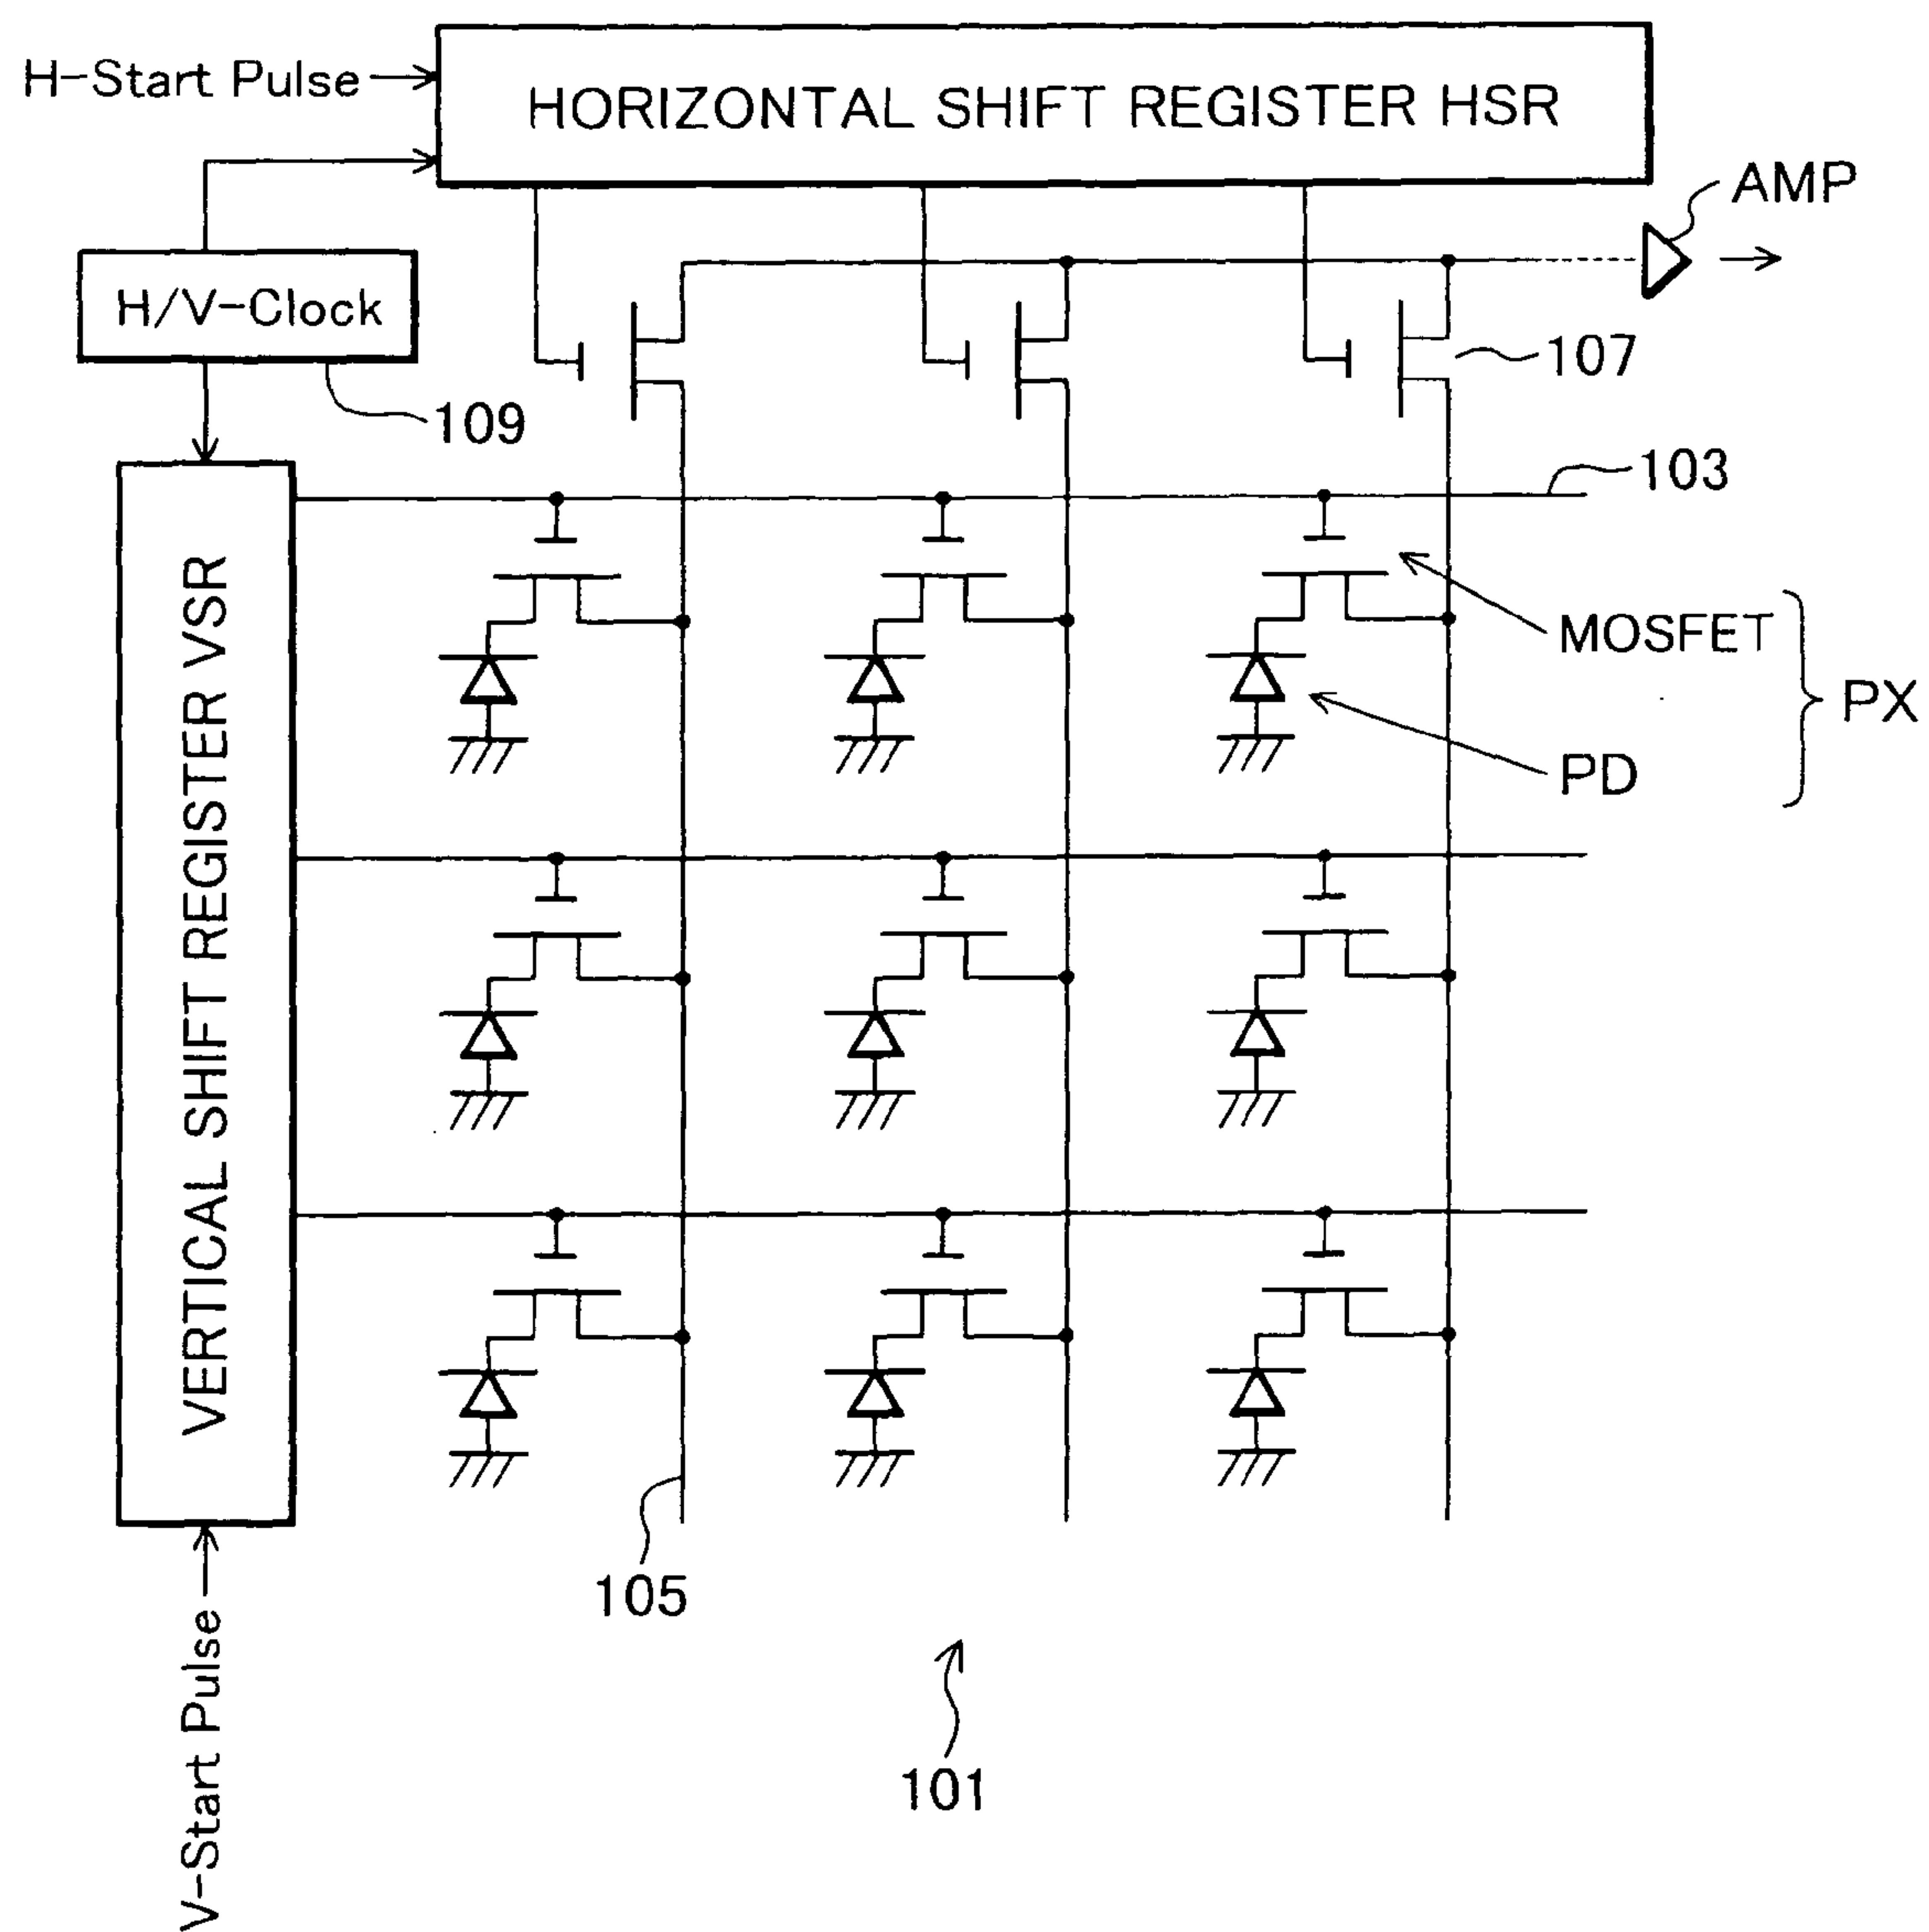 H-Start Pulse
HORIZONTAL SHIFT REGISTER HSR
AMP
H/V-Clock
107
109
103
VERTICAL SHIFT REGISTER VSR
MOSFET
PX
PD
105
101
V-Start Pulse